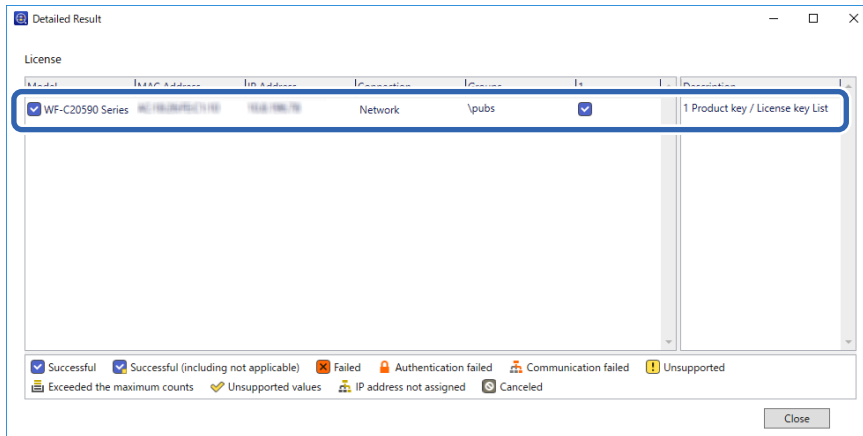 Detailed Result
License
Model MAC Address IP Address Connection Groups 1 Description
WF-C20590 Series Network \pubs 1 Product key / License key List
Successful Successful (including not applicable) Failed Authentication failed Communication failed Unsupported
Exceeded the maximum counts Unsupported values IP address not assigned Canceled
Close